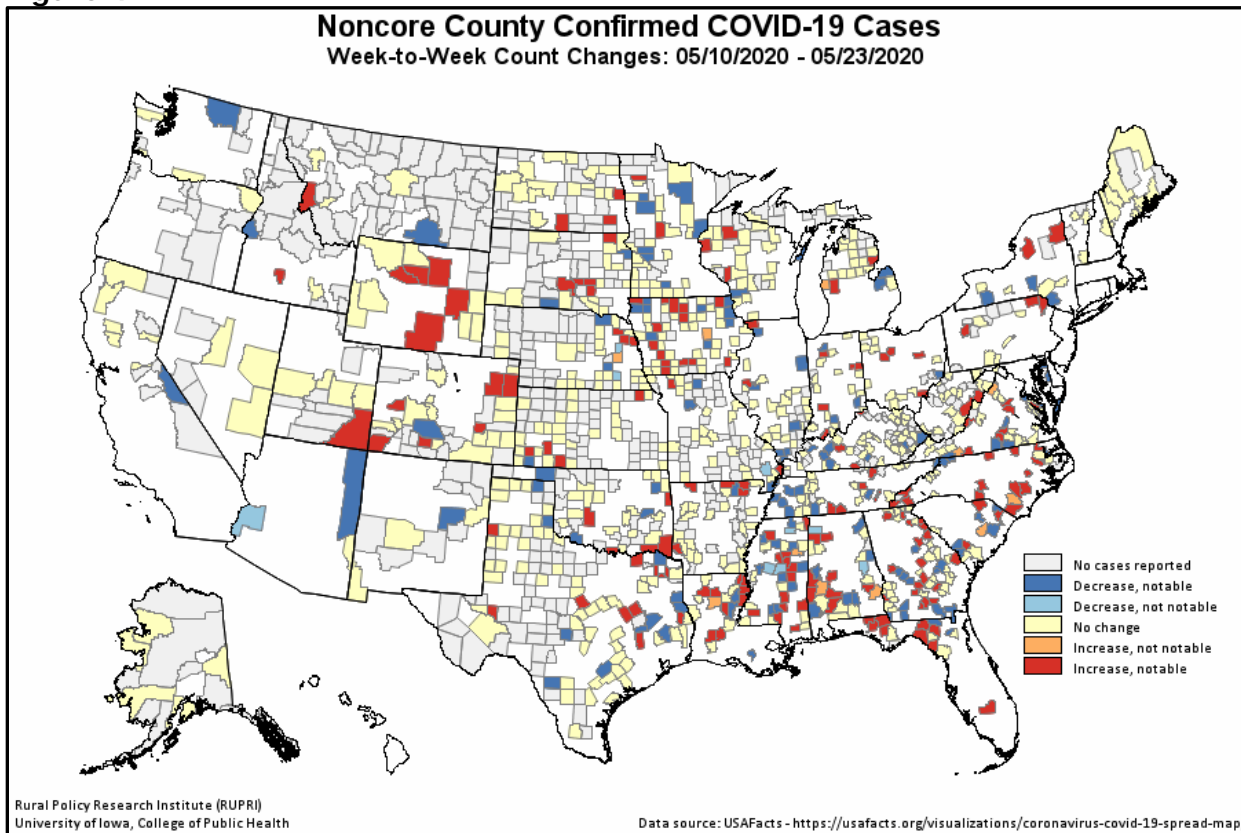 Noncore County Confirmed COVID-19 Cases
Week-to-Week Count Changes: 05/10/2020 - 05/23/2020
No cases reported
Decrease, notable
Decrease, not notable
No change
Increase, not notable
Increase, notable
Rural Policy Research Institute (RUPRI)
University of Iowa, College of Public Health
Data source: USAFacts - https://usafacts.org/visualizations/coronavirus-covid-19-spread-map